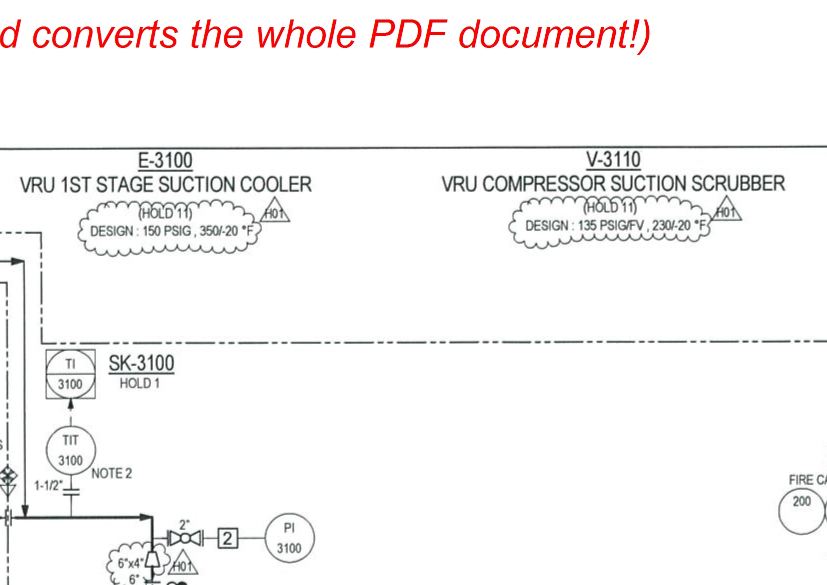 d converts the whole PDF document!)
E-3100
VRU 1ST STAGE SUCTION COOLER
(HOLD 11)
H01
DESIGN : 150 PSIG , 350/-20 °F
V-3110
VRU COMPRESSOR SUCTION SCRUBBER
(HOLD 11)
H01
DESIGN : 135 PSIG/FV , 230/-20 °F
TI
3100
SK-3100
HOLD 1
TIT
3100
NOTE 2
1-1/2"
S
2"
2
PI
3100
6"x4"
H01
6"
FIRE CA
200